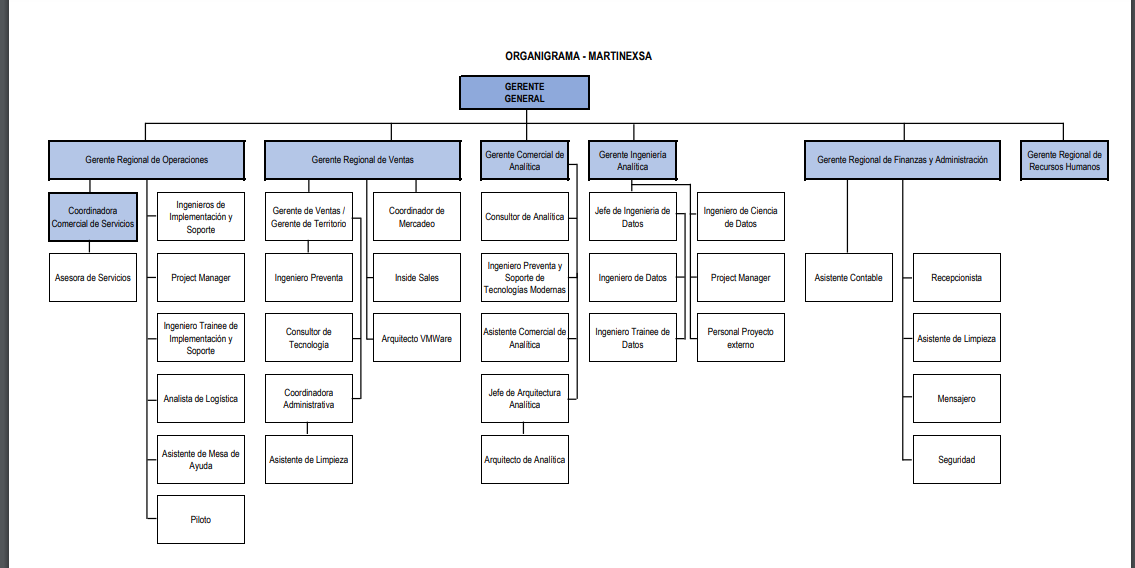 ORGANIGRAMA - MARTINEXSA
GERENTE
GENERAL
Gerente Regional de Operaciones
Gerente Regional de Ventas
Gerente Comercial de
Analítica
Gerente Ingeniería
Analítica
Gerente Regional de Finanzas y Administración
Gerente Regional de
Recursos Humanos
Coordinadora
Comercial de Servicios
Ingenieros de
Implementación y
Soporte
Gerente de Ventas /
Gerente de Territorio
Coordinador de
Mercadeo
Consultor de Analítica
Jefe de Ingenieria de
Datos
Ingeniero de Ciencia
de Datos
Asesora de Servicios
Project Manager
Ingeniero Preventa
Inside Sales
Ingeniero Preventa y
Soporte de
Tecnologías Modernas
Ingeniero de Datos
Project Manager
Asistente Contable
Recepcionista
Ingeniero Trainee de
Implementación y
Soporte
Consultor de
Tecnología
Arquitecto VMWare
Asistente Comercial de
Analítica
Ingeniero Trainee de
Datos
Personal Proyecto
externo
Asistente de Limpieza
Analista de Logística
Coordinadora
Administrativa
Jefe de Arquitectura
Analítica
Mensajero
Asistente de Mesa de
Ayuda
Asistente de Limpieza
Arquitecto de Analítica
Seguridad
Piloto